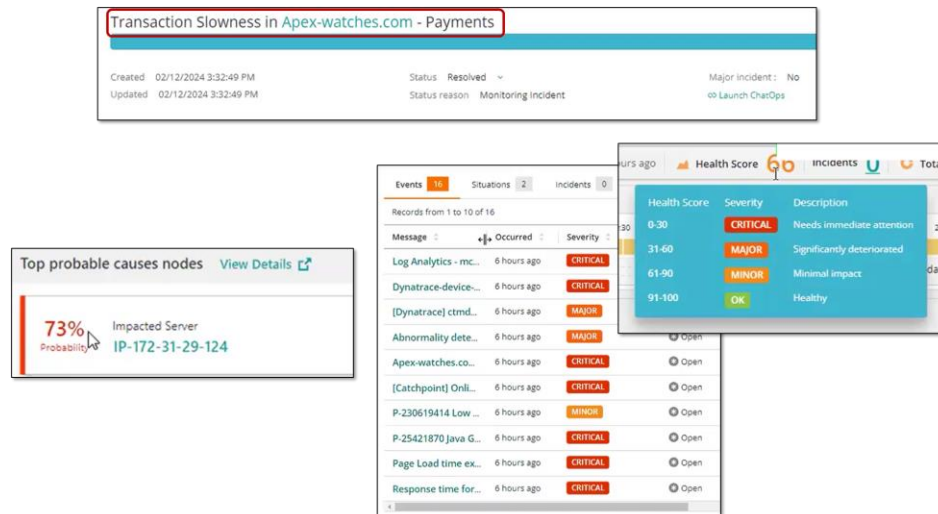 Transaction Slowness in Apex-watches.com - Payments
Created 02/12/2024 3:32:49 PM
Updated 02/12/2024 3:32:49 PM
Status Resolved
Status reason Monitoring Incident
Major incident : No
Launch ChatOps
ours ago Health Score 66 Incidents 0 Tota
Health Score Severity Description
0-30 CRITICAL Needs immediate attention
31-60 MAJOR Significantly deteriorated
61-90 MINOR Minimal impact
91-100 OK Healthy
Events 16 Situations 2 Incidents 0
Records from 1 to 10 of 16
Message Occurred Severity
Log Analytics - mc... 6 hours ago CRITICAL
Dynatrace-device-... 6 hours ago CRITICAL
[Dynatrace] ctmd... 6 hours ago MAJOR
Abnormality dete... 6 hours ago MAJOR Open
Apex-watches.co... 6 hours ago CRITICAL Open
[Catchpoint] Onli... 6 hours ago CRITICAL Open
P-230619414 Low ... 6 hours ago MINOR Open
P-25421870 Java G... 6 hours ago CRITICAL Open
Page Load time ex... 6 hours ago CRITICAL Open
Response time for... 6 hours ago CRITICAL Open
Top probable causes nodes View Details
73% Impacted Server
Probability IP-172-31-29-124